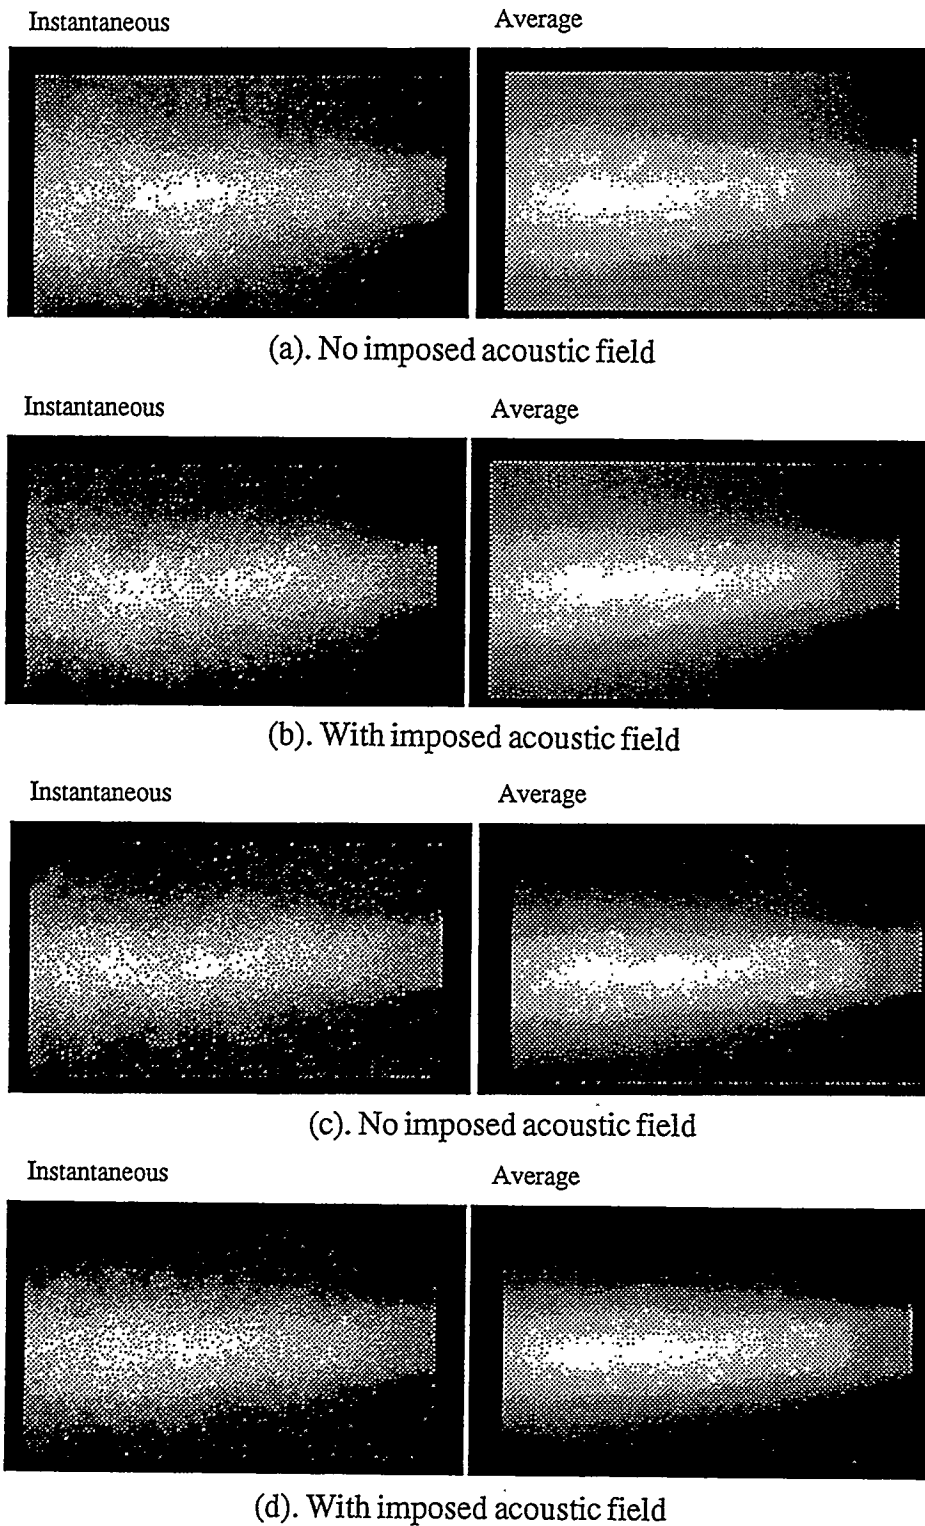 Instantaneous Average
(a). No imposed acoustic field
Instantaneous Average
(b). With imposed acoustic field
Instantaneous Average
(c). No imposed acoustic field
Instantaneous Average
(d). With imposed acoustic field